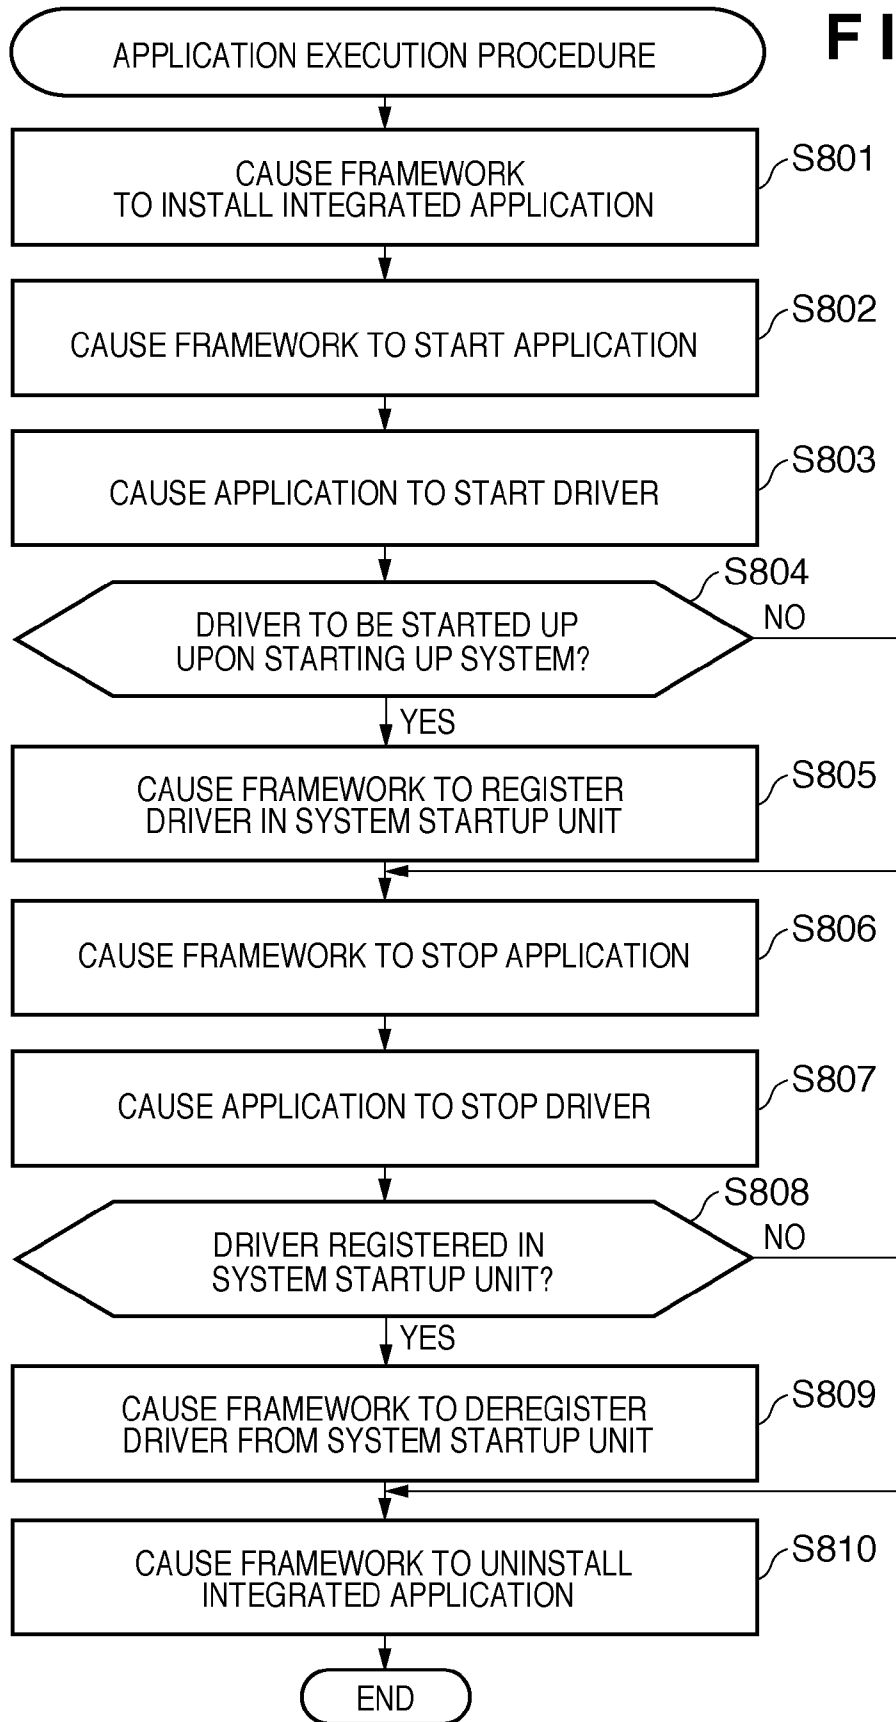 FI
APPLICATION EXECUTION PROCEDURE
S801
CAUSE FRAMEWORK
TO INSTALL INTEGRATED APPLICATION
S802
CAUSE FRAMEWORK TO START APPLICATION
S803
CAUSE APPLICATION TO START DRIVER
S804
NO
DRIVER TO BE STARTED UP
UPON STARTING UP SYSTEM?
YES
S805
CAUSE FRAMEWORK TO REGISTER
DRIVER IN SYSTEM STARTUP UNIT
S806
CAUSE FRAMEWORK TO STOP APPLICATION
S807
CAUSE APPLICATION TO STOP DRIVER
S808
NO
DRIVER REGISTERED IN
SYSTEM STARTUP UNIT?
YES
S809
CAUSE FRAMEWORK TO DEREGISTER
DRIVER FROM SYSTEM STARTUP UNIT
S810
CAUSE FRAMEWORK TO UNINSTALL
INTEGRATED APPLICATION
END